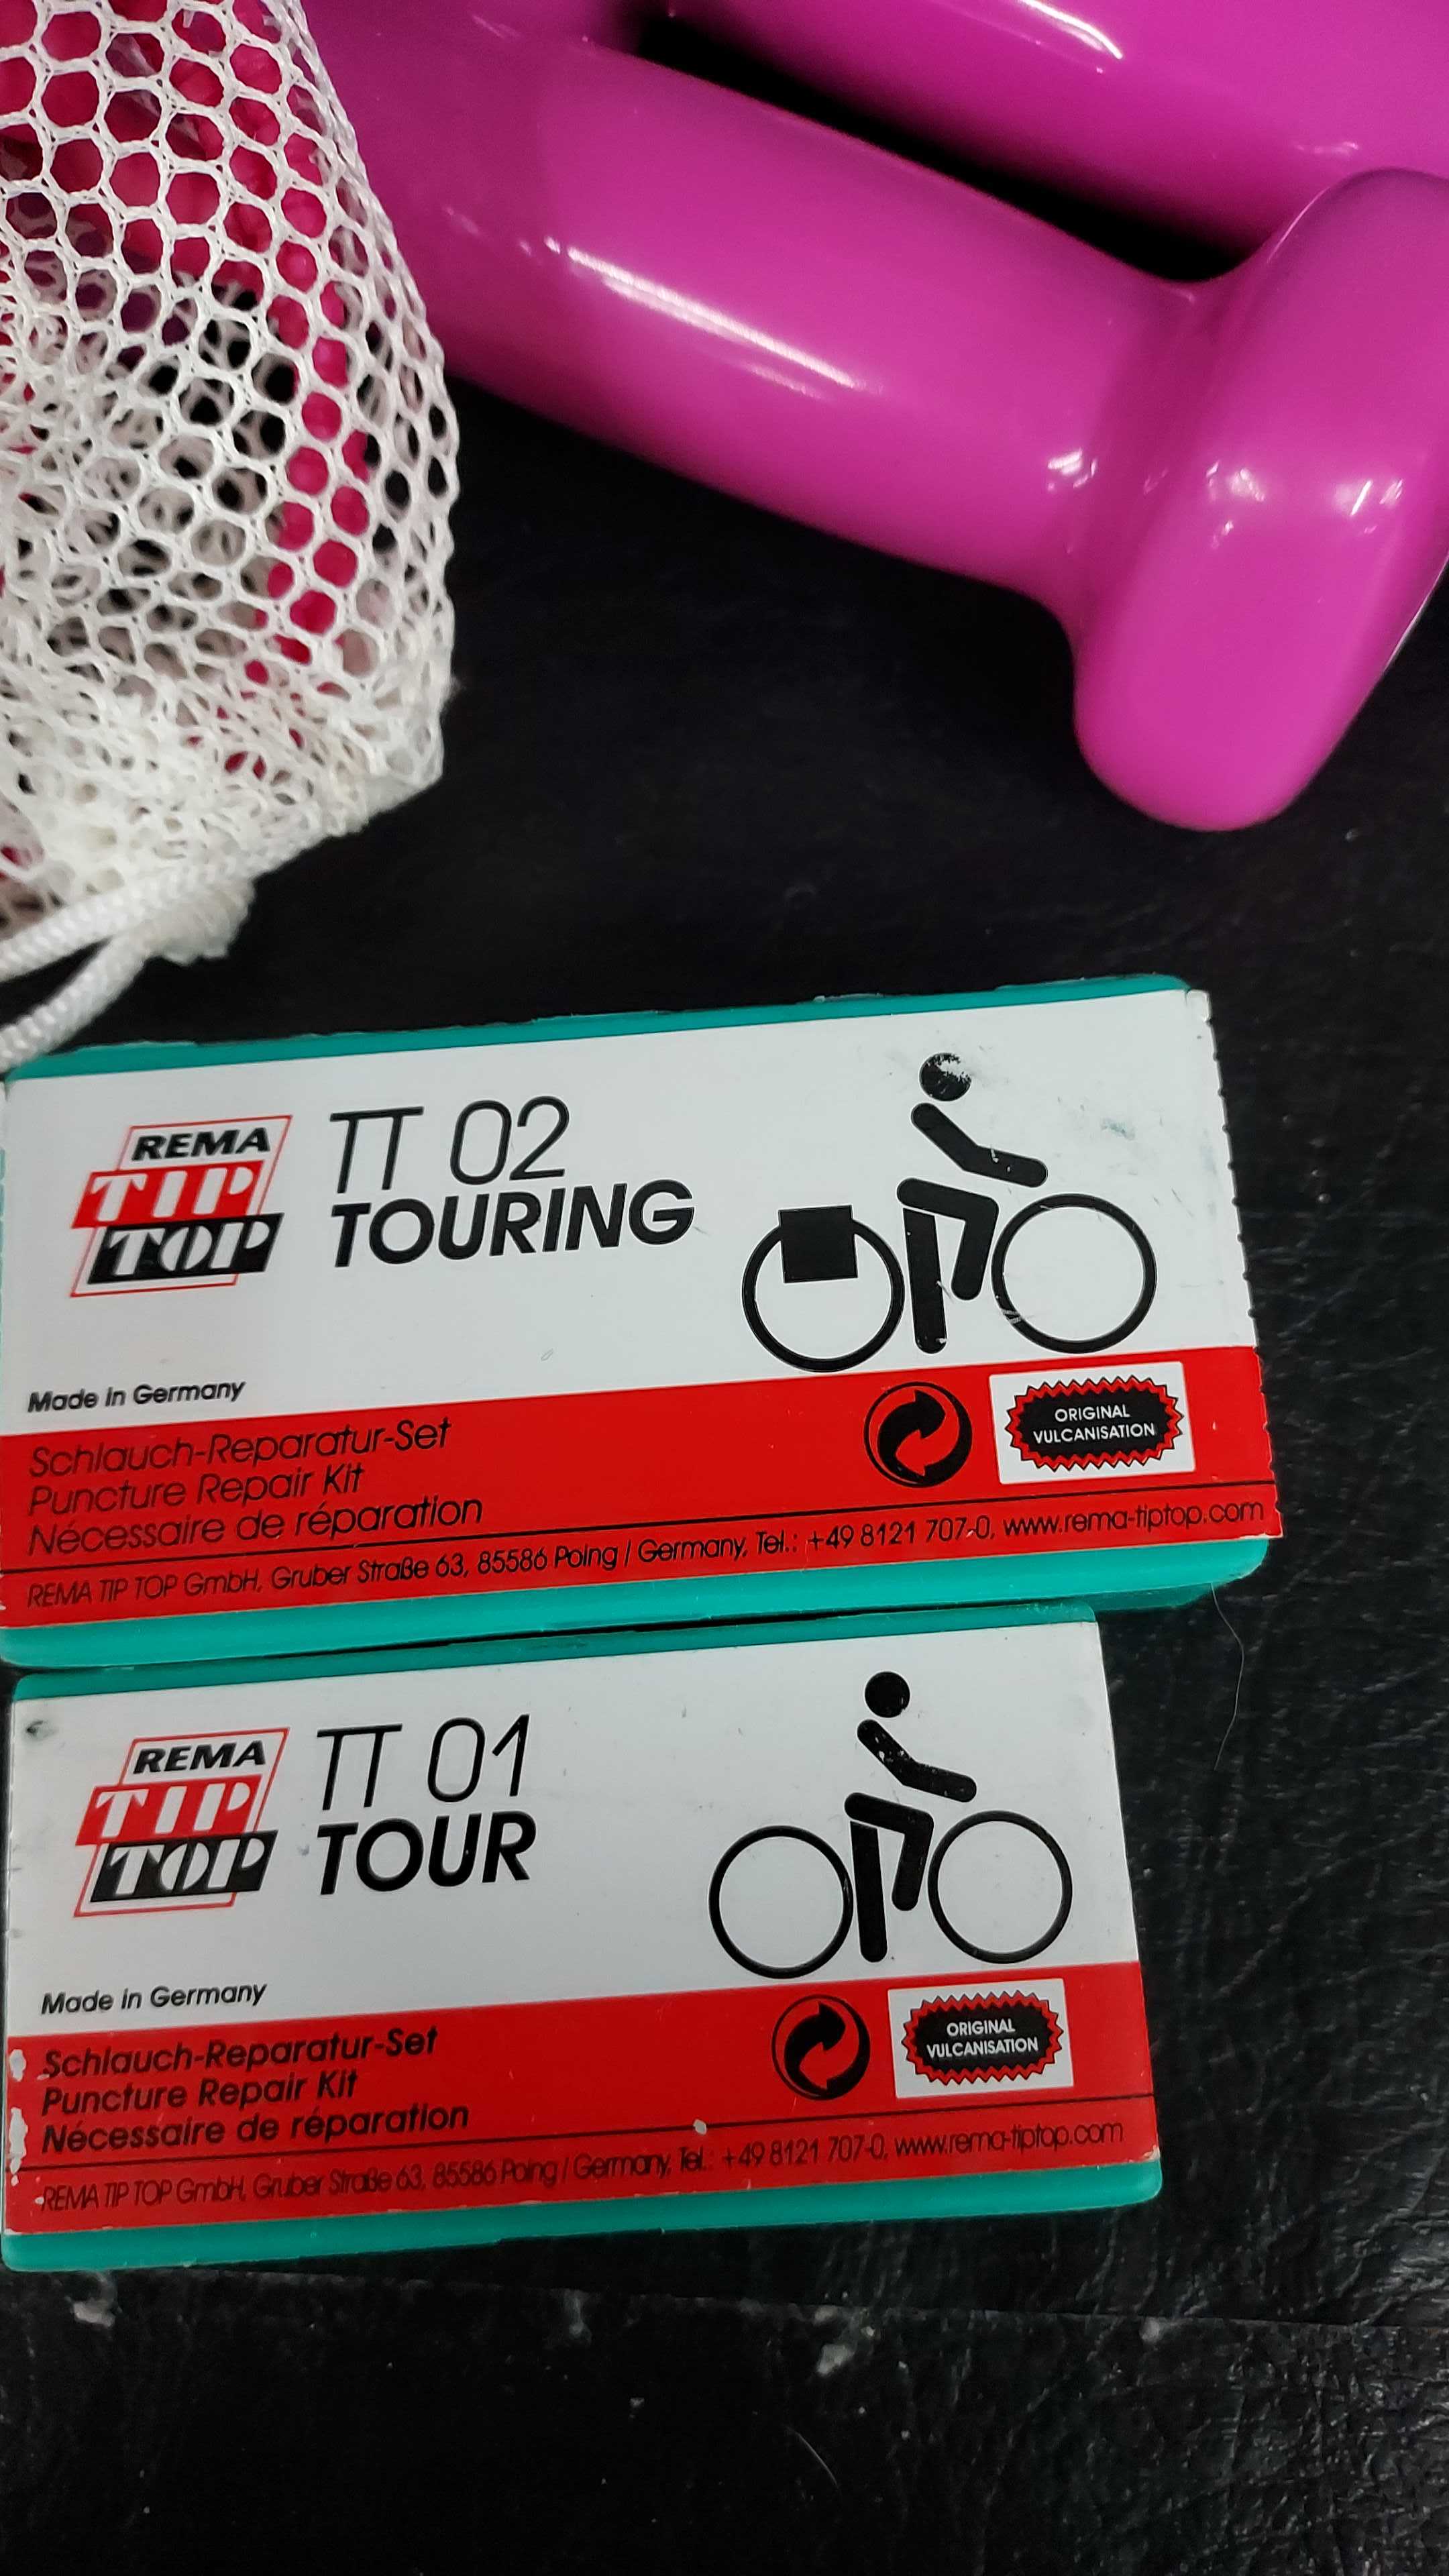 REMA
TIP
TOP
TT 02
TOURING
Made in Germany
Schlauch-Reparatur-Set
Puncture Repair Kit
Nécessaire de réparation
ORIGINAL
VULCANISATION
REMA TIP TOP GmbH, Gruber Straße 63, 85586 Poing / Germany, Tel.: +49 8121 707-0, www.rema-tiptop.com
REMA
TIP
TOP
TT 01
TOUR
Made in Germany
Schlauch-Reparatur-Set
Puncture Repair Kit
Nécessaire de réparation
ORIGINAL
VULCANISATION
REMA TIP TOP GmbH, Gruber Straße 63, 85586 Poing / Germany, Tel.: +49 8121 707-0, www.rema-tiptop.com